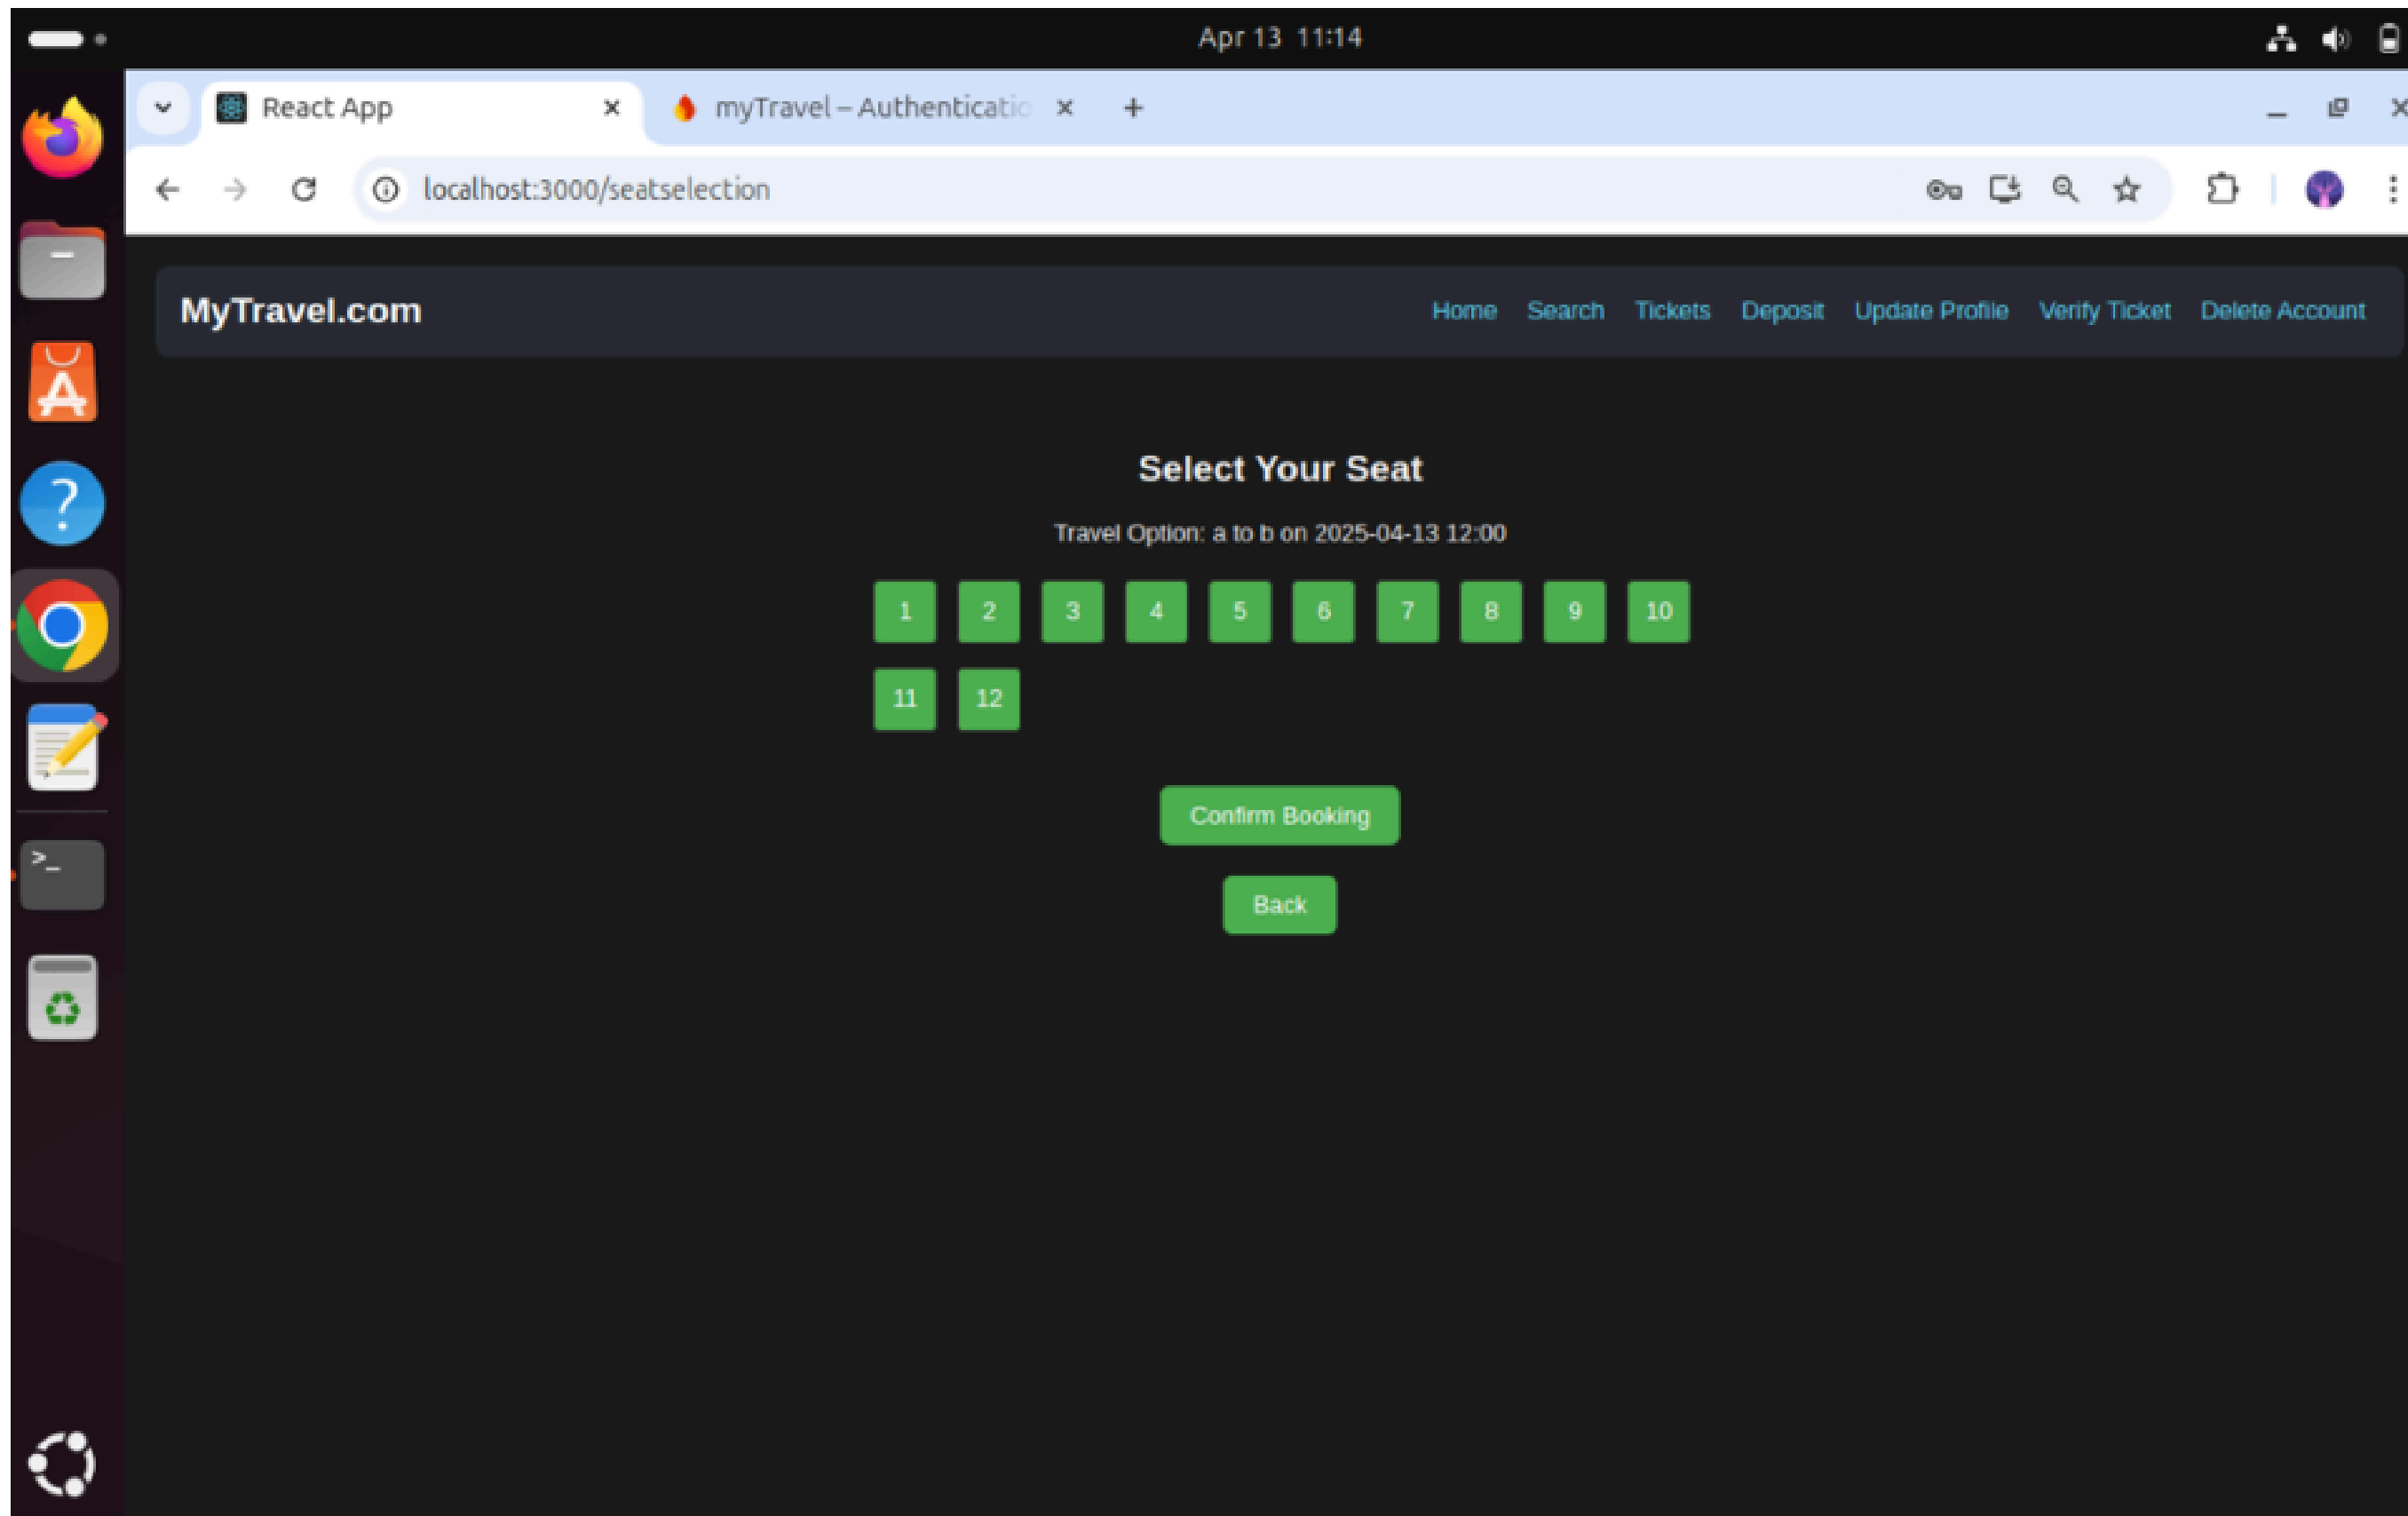 Apr 13 11:14
React App
myTravel – Authenticatio
localhost:3000/seatselection
MyTravel.com Home Search Tickets Deposit Update Profile Verify Ticket Delete Account
Select Your Seat
Travel Option: a to b on 2025-04-13 12:00
1 2 3 4 5 6 7 8 9 10
11 12
Confirm Booking
Back